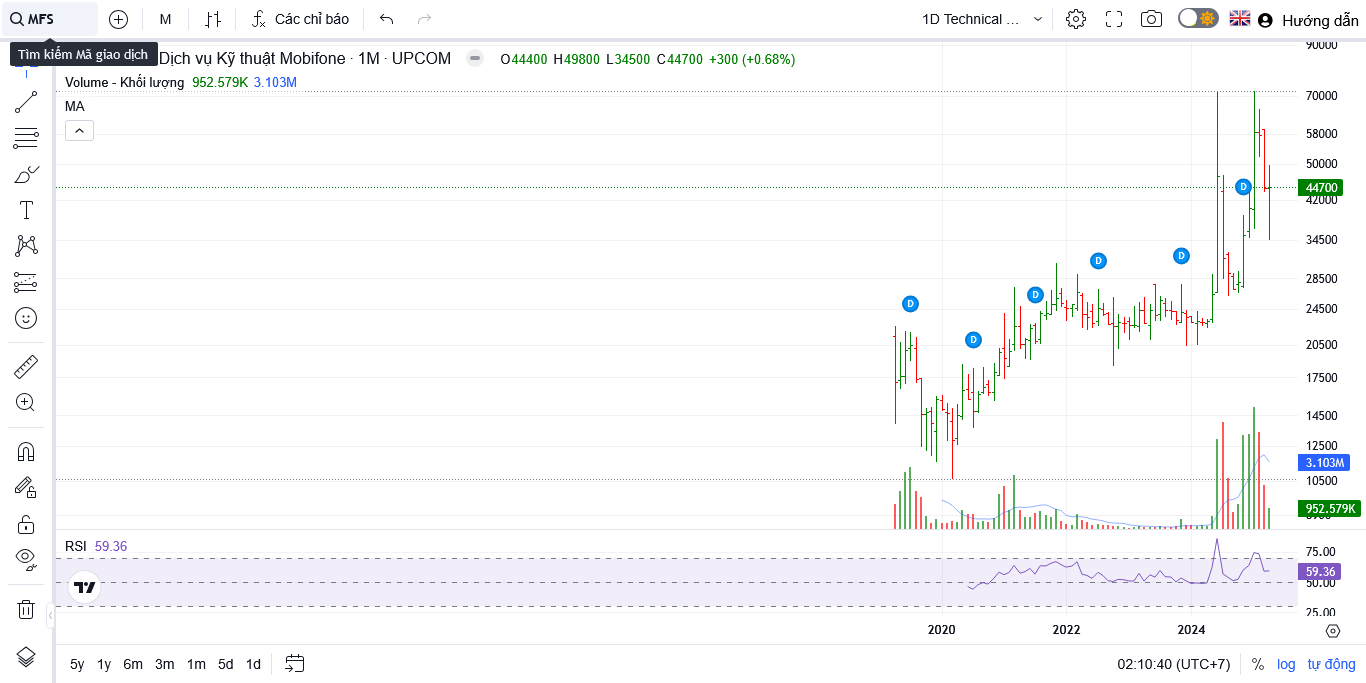 MFS
M
Các chỉ báo
1D Technical ...
Hướng dẫn
Tìm kiếm Mã giao dịch
Dịch vụ Kỹ thuật Mobifone · 1M · UPCOM
O44400 H49800 L34500 C44700 +300 (+0.68%)
Volume - Khối lượng 952.579K 3.103M
MA
90000
70000
58000
50000
44700
42000
34500
28500
24500
20500
17500
14500
12500
3.103M
10500
952.579K
D
D
D
D
D
D
RSI 59.36
75.00
59.36
50.00
25.00
2020
2022
2024
5y 1y 6m 3m 1m 5d 1d
02:10:40 (UTC+7)
%
log
tự động